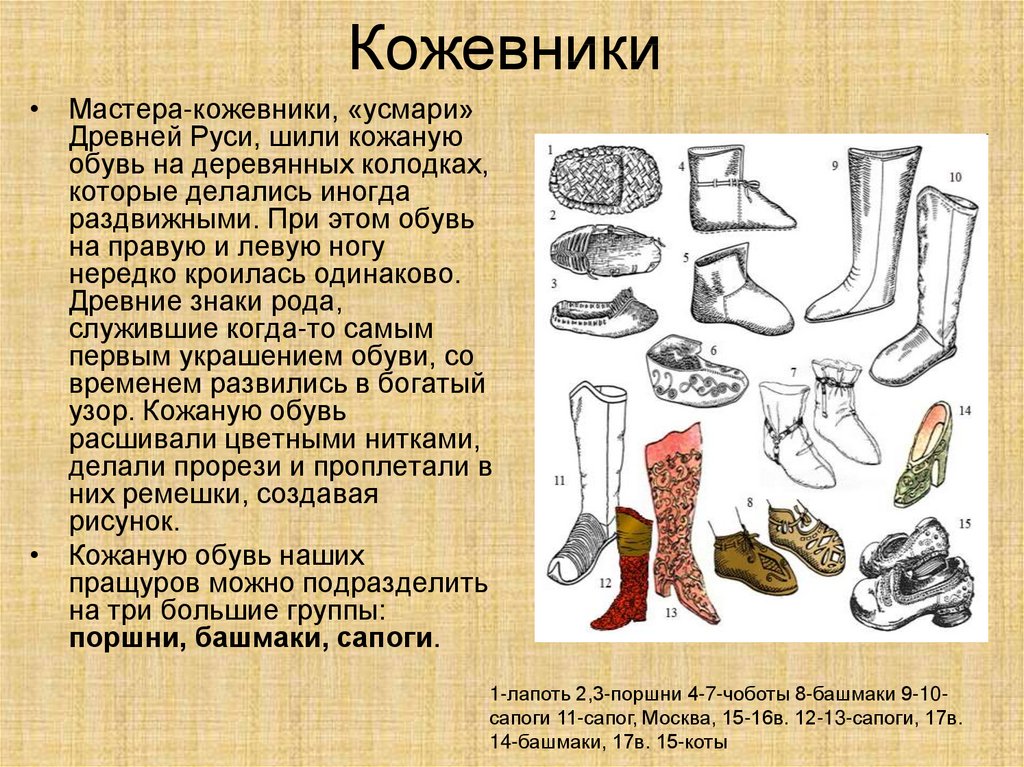 Кожевники
• Мастера-кожевники, «усмари»
Древней Руси, шили кожаную
обувь на деревянных колодках,
которые делались иногда
раздвижными. При этом обувь
на правую и левую ногу
нередко кроилась одинаково.
Древние знаки рода,
служившие когда-то самым
первым украшением обуви, со
временем развились в богатый
узор. Кожаную обувь
расшивали цветными нитками,
делали прорези и проплетали в
них ремешки, создавая
рисунок.
• Кожаную обувь наших
пращуров можно подразделить
на три большие группы:
поршни, башмаки, сапоги.
1
2
3
4
5
6
7
8
9
10
11
12
13
14
15
1-лапоть 2,3-поршни 4-7-чоботы 8-башмаки 9-10-
сапоги 11-сапог, Москва, 15-16в. 12-13-сапоги, 17в.
14-башмаки, 17в. 15-коты